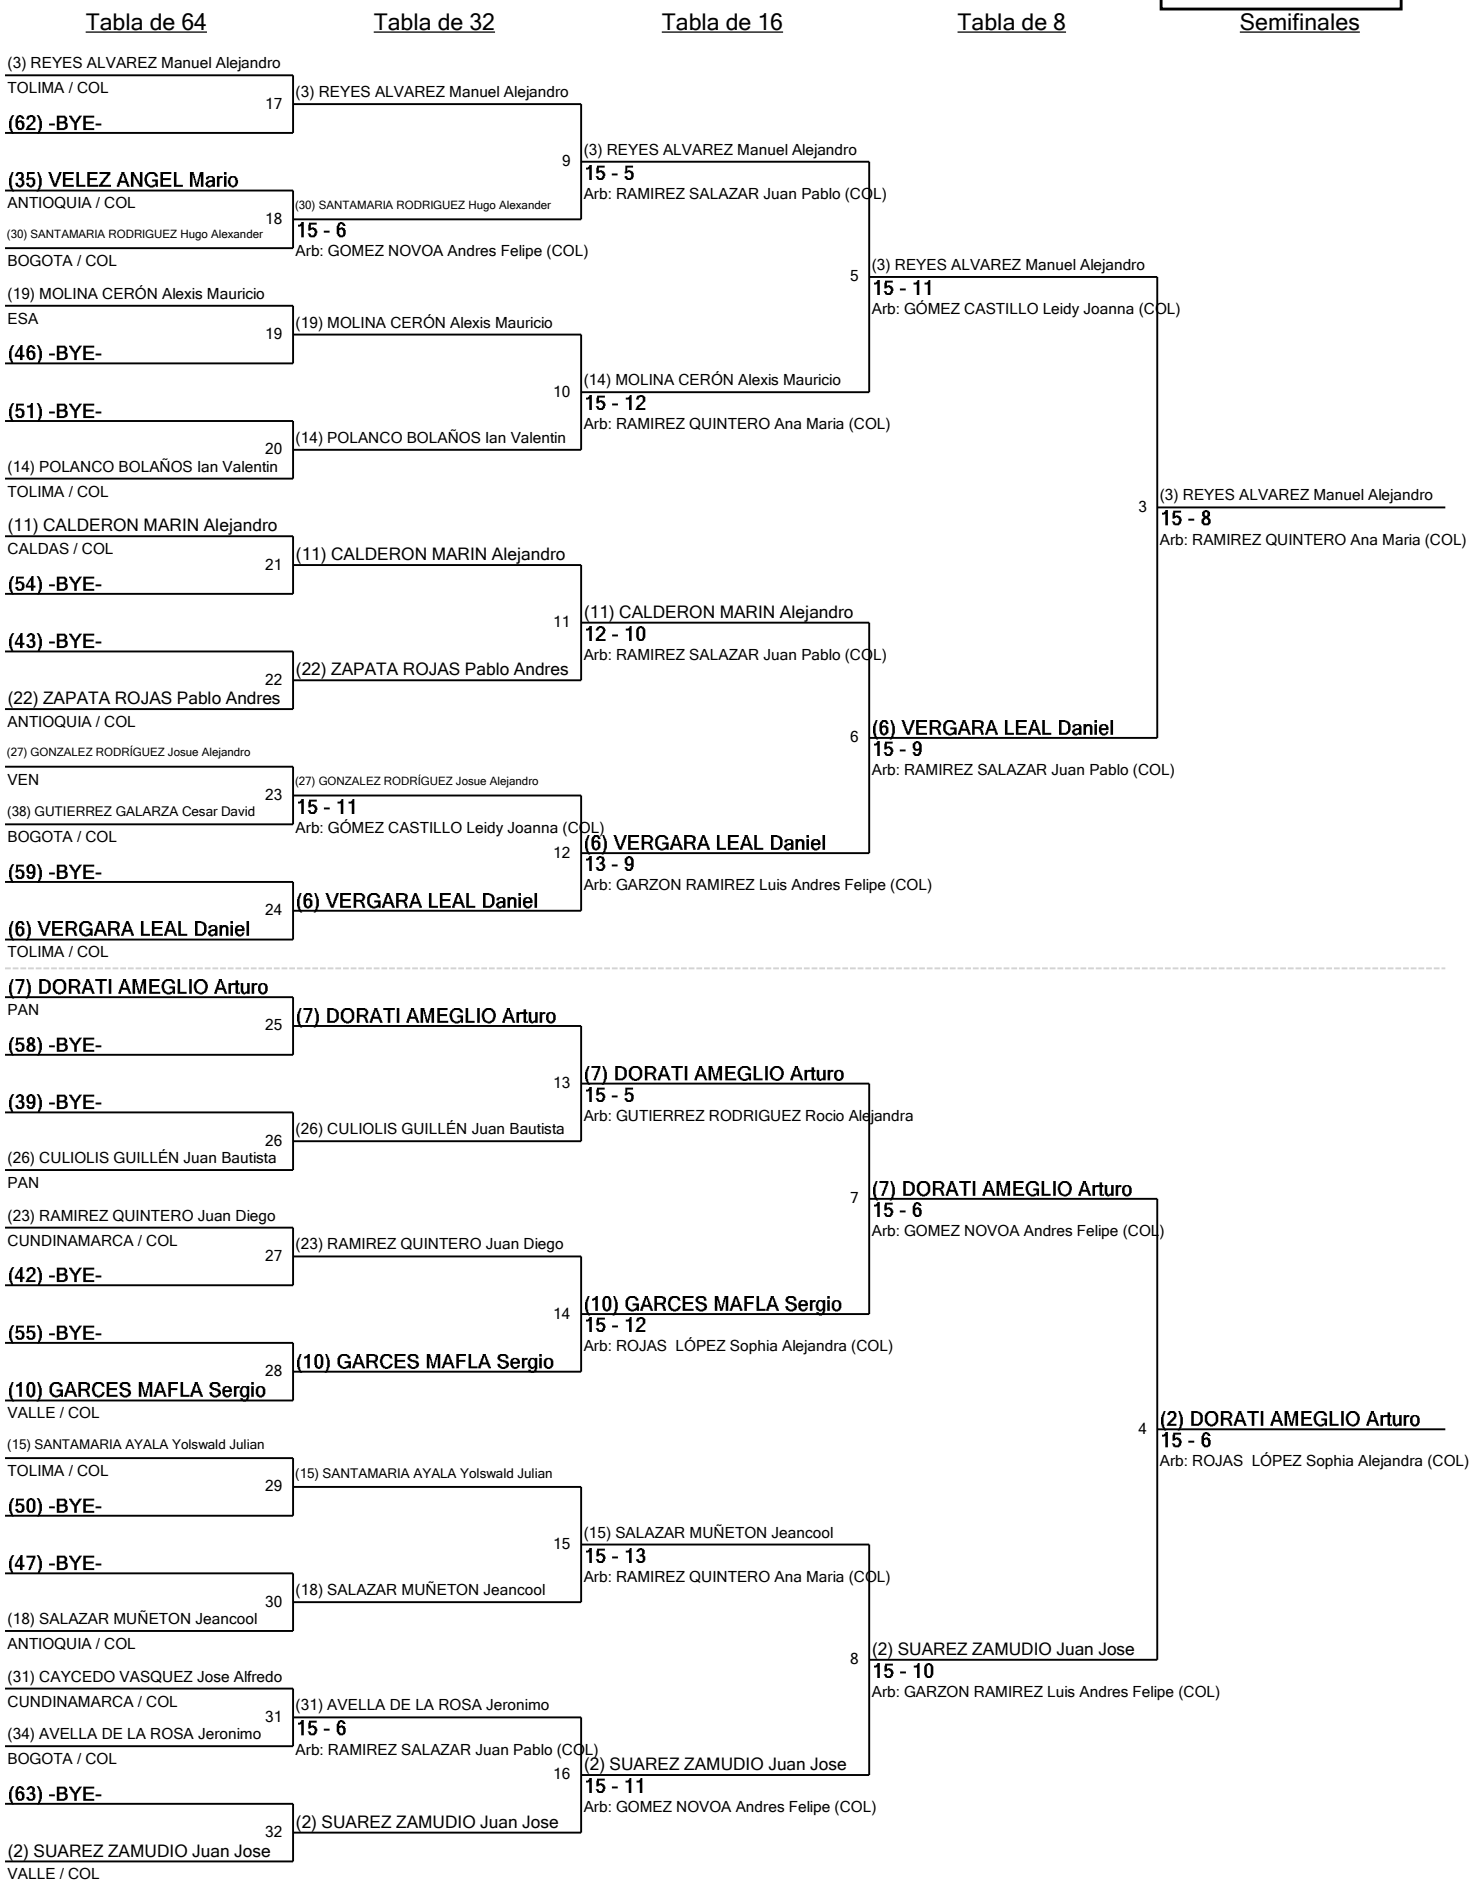 Tabla de 64
Tabla de 32
Tabla de 16
Tabla de 8
Semifinales
(3) REYES ALVAREZ Manuel Alejandro
TOLIMA / COL
17
(62) -BYE-
(35) VELEZ ANGEL Mario
ANTIOQUIA / COL
18
(30) SANTAMARIA RODRIGUEZ Hugo Alexander
BOGOTA / COL
(19) MOLINA CERÓN Alexis Mauricio
ESA
19
(46) -BYE-
(51) -BYE-
20
(14) POLANCO BOLAÑOS Ian Valentin
TOLIMA / COL
(11) CALDERON MARIN Alejandro
CALDAS / COL
21
(54) -BYE-
(43) -BYE-
22
(22) ZAPATA ROJAS Pablo Andres
ANTIOQUIA / COL
(27) GONZALEZ RODRÍGUEZ Josue Alejandro
VEN
23
(38) GUTIERREZ GALARZA Cesar David
BOGOTA / COL
(59) -BYE-
24
(6) VERGARA LEAL Daniel
TOLIMA / COL
(7) DORATI AMEGLIO Arturo
PAN
25
(58) -BYE-
(39) -BYE-
26
(26) CULIOLIS GUILLÉN Juan Bautista
PAN
(23) RAMIREZ QUINTERO Juan Diego
CUNDINAMARCA / COL
27
(42) -BYE-
(55) -BYE-
28
(10) GARCES MAFLA Sergio
VALLE / COL
(15) SANTAMARIA AYALA Yolswald Julian
TOLIMA / COL
29
(50) -BYE-
(47) -BYE-
30
(18) SALAZAR MUÑETON Jeancool
ANTIOQUIA / COL
(31) CAYCEDO VASQUEZ Jose Alfredo
CUNDINAMARCA / COL
31
(34) AVELLA DE LA ROSA Jeronimo
BOGOTA / COL
(63) -BYE-
32
(2) SUAREZ ZAMUDIO Juan Jose
VALLE / COL
(3) REYES ALVAREZ Manuel Alejandro
9
(30) SANTAMARIA RODRIGUEZ Hugo Alexander
15 - 6
Arb: GOMEZ NOVOA Andres Felipe (COL)
(19) MOLINA CERÓN Alexis Mauricio
10
(14) POLANCO BOLAÑOS Ian Valentin
(11) CALDERON MARIN Alejandro
11
(22) ZAPATA ROJAS Pablo Andres
(27) GONZALEZ RODRÍGUEZ Josue Alejandro
15 - 11
Arb: GÓMEZ CASTILLO Leidy Joanna (COL)
12
(6) VERGARA LEAL Daniel
(7) DORATI AMEGLIO Arturo
13
(26) CULIOLIS GUILLÉN Juan Bautista
(23) RAMIREZ QUINTERO Juan Diego
14
(10) GARCES MAFLA Sergio
(15) SANTAMARIA AYALA Yolswald Julian
15
(18) SALAZAR MUÑETON Jeancool
(31) AVELLA DE LA ROSA Jeronimo
15 - 6
Arb: RAMIREZ SALAZAR Juan Pablo (COL)
16
(2) SUAREZ ZAMUDIO Juan Jose
(3) REYES ALVAREZ Manuel Alejandro
15 - 5
Arb: RAMIREZ SALAZAR Juan Pablo (COL)
5
(14) MOLINA CERÓN Alexis Mauricio
15 - 12
Arb: RAMIREZ QUINTERO Ana Maria (COL)
(11) CALDERON MARIN Alejandro
12 - 10
Arb: RAMIREZ SALAZAR Juan Pablo (COL)
6
(6) VERGARA LEAL Daniel
13 - 9
Arb: GARZON RAMIREZ Luis Andres Felipe (COL)
(7) DORATI AMEGLIO Arturo
15 - 5
Arb: GUTIERREZ RODRIGUEZ Rocio Alejandra
7
(10) GARCES MAFLA Sergio
15 - 12
Arb: ROJAS LÓPEZ Sophia Alejandra (COL)
(15) SALAZAR MUÑETON Jeancool
15 - 13
Arb: RAMIREZ QUINTERO Ana Maria (COL)
8
(2) SUAREZ ZAMUDIO Juan Jose
15 - 11
Arb: GOMEZ NOVOA Andres Felipe (COL)
(3) REYES ALVAREZ Manuel Alejandro
15 - 11
Arb: GÓMEZ CASTILLO Leidy Joanna (COL)
3
(6) VERGARA LEAL Daniel
15 - 9
Arb: RAMIREZ SALAZAR Juan Pablo (COL)
(7) DORATI AMEGLIO Arturo
15 - 6
Arb: GOMEZ NOVOA Andres Felipe (COL)
4
(2) SUAREZ ZAMUDIO Juan Jose
15 - 10
Arb: GARZON RAMIREZ Luis Andres Felipe (COL)
(3) REYES ALVAREZ Manuel Alejandro
15 - 8
Arb: RAMIREZ QUINTERO Ana Maria (COL)
(2) DORATI AMEGLIO Arturo
15 - 6
Arb: ROJAS LÓPEZ Sophia Alejandra (COL)